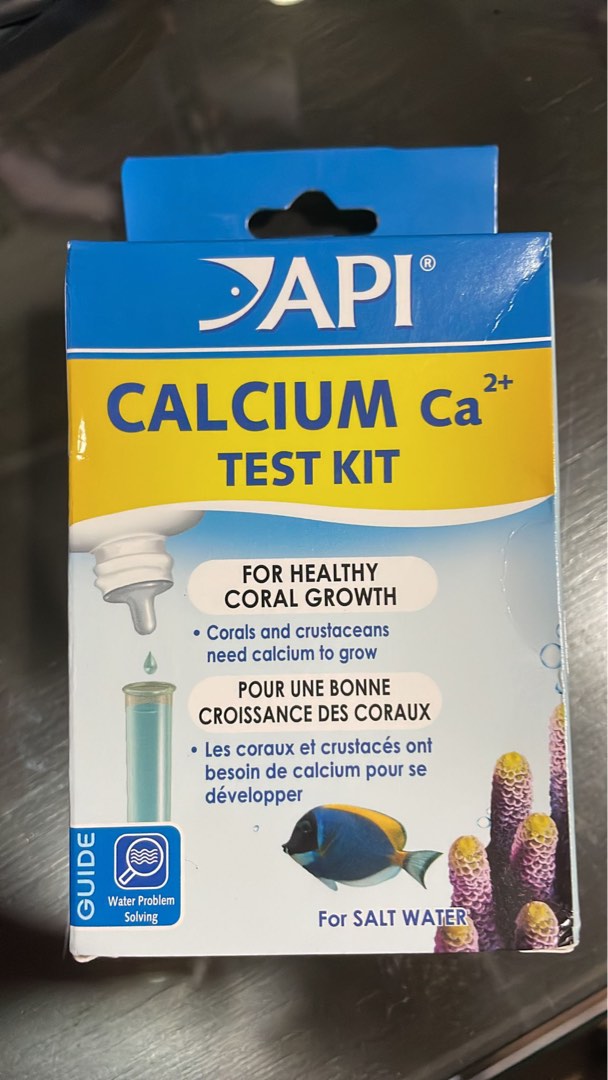 API®
CALCIUM Ca²⁺
TEST KIT
FOR HEALTHY
CORAL GROWTH
• Corals and crustaceans
need calcium to grow
POUR UNE BONNE
CROISSANCE DES CORAUX
• Les coraux et crustacés ont
besoin de calcium pour se
développer
GUIDE
Water Problem
Solving
For SALT WATER